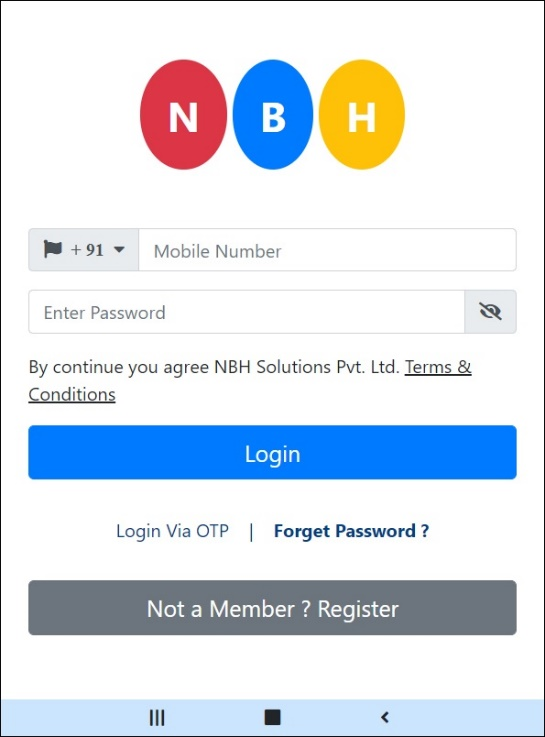 N B H
+ 91 Mobile Number
Enter Password
By continue you agree NBH Solutions Pvt. Ltd. Terms &
Conditions
Login
Login Via OTP | Forget Password ?
Not a Member ? Register